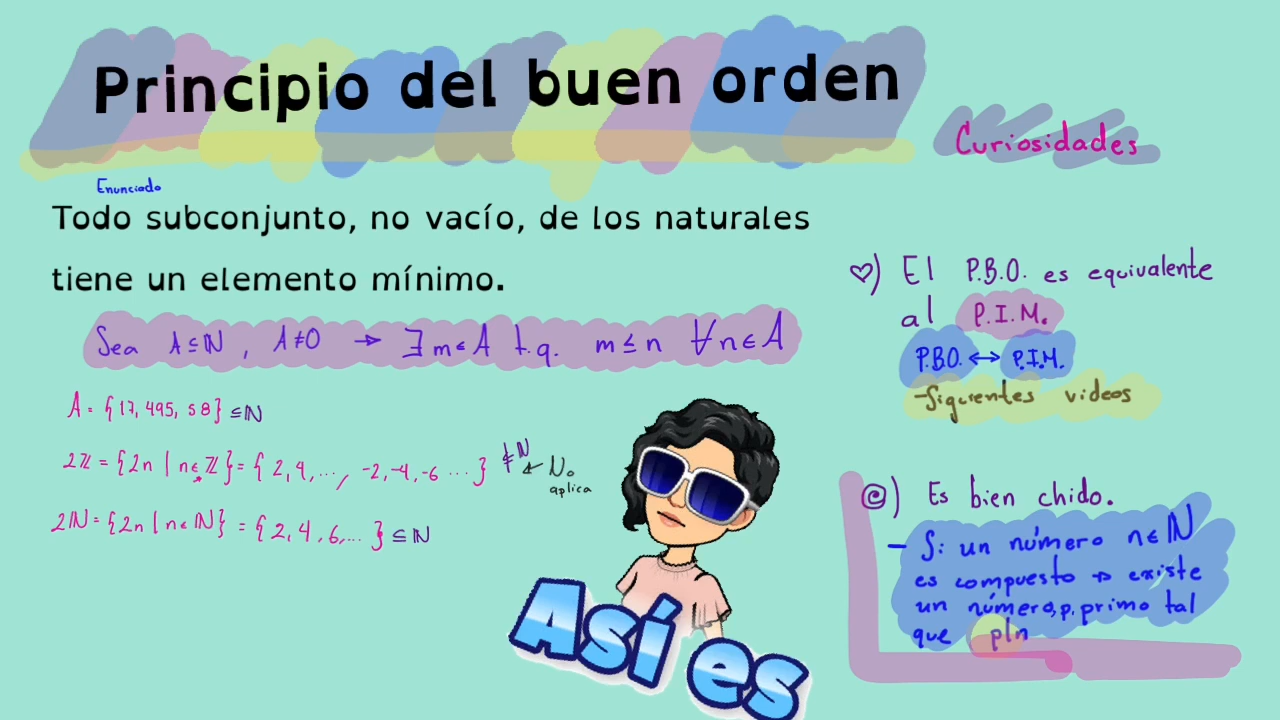 Principio del buen orden
Curiosidades
Enunciado
Todo subconjunto, no vacío, de los naturales
tiene un elemento mínimo.
Sea A⊆ℕ, A≠0 → ∃m∈A t.q. m≤n ∀n∈A
A={17, 495, 58}⊆ℕ
2ℤ={2n | n∈ℤ}={2,4,..., -2,-4,-6...} ⊈ℕ ← No
aplica
2ℕ={2n | n∈ℕ} = {2,4,6,...}⊆ℕ
♡) El P.B.O. es equivalente
al P.I.M.
P.B.O. ↔ P.I.M.
-Siguientes videos
@) Es bien chido.
- Si un número n∈ℕ
es compuesto → existe
un número, p, primo tal
que p|n
Así es